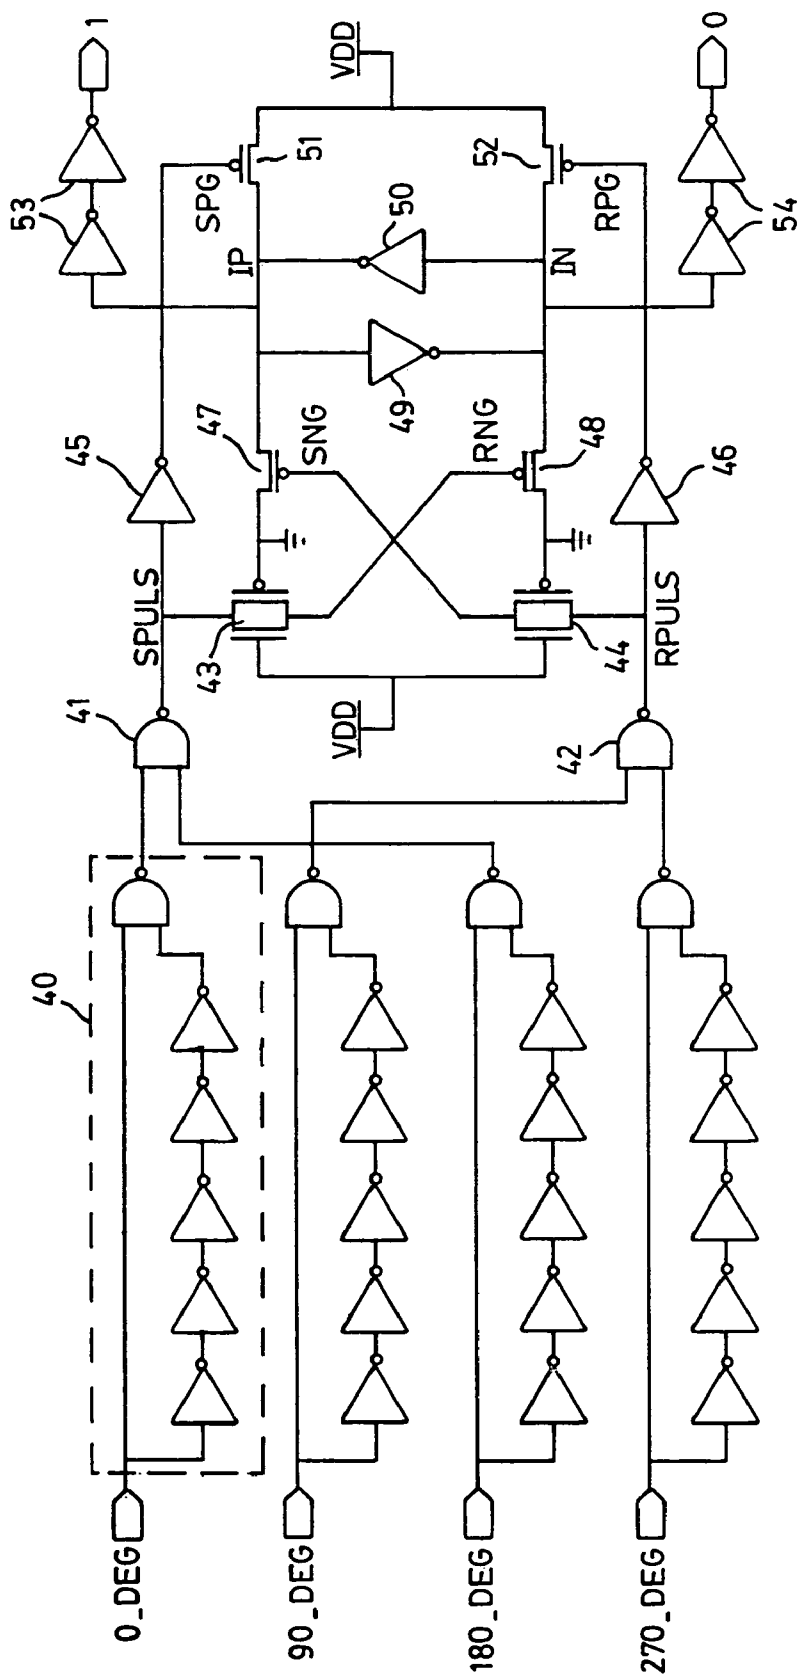 0_DEG
90_DEG
180_DEG
270_DEG
40
41
42
SPULS
RPULS
VDD
43
44
45
46
47
SNG
RNG
48
49
50
IP
IN
SPG
RPG
51
52
VDD
53
54
1
0